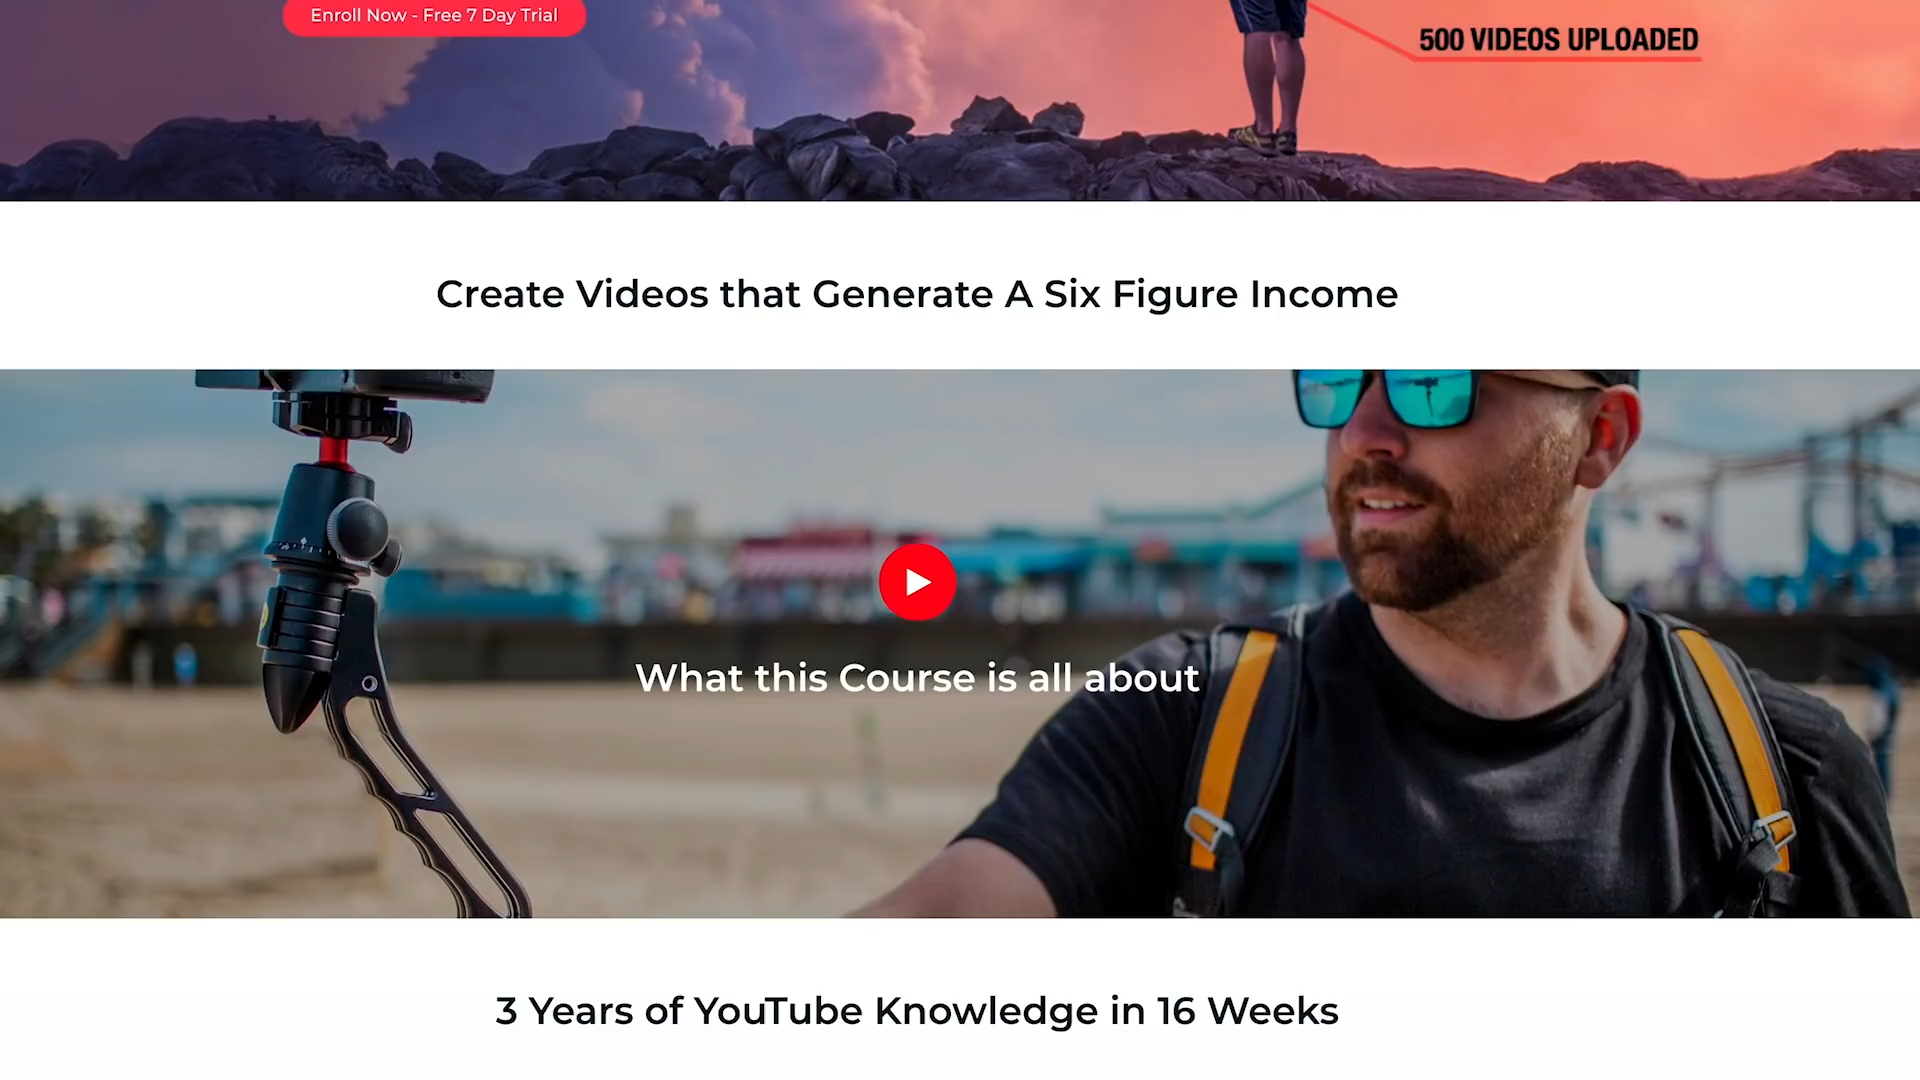 Enroll Now - Free 7 Day Trial
500 VIDEOS UPLOADED
Create Videos that Generate A Six Figure Income
What this Course is all about
3 Years of YouTube Knowledge in 16 Weeks